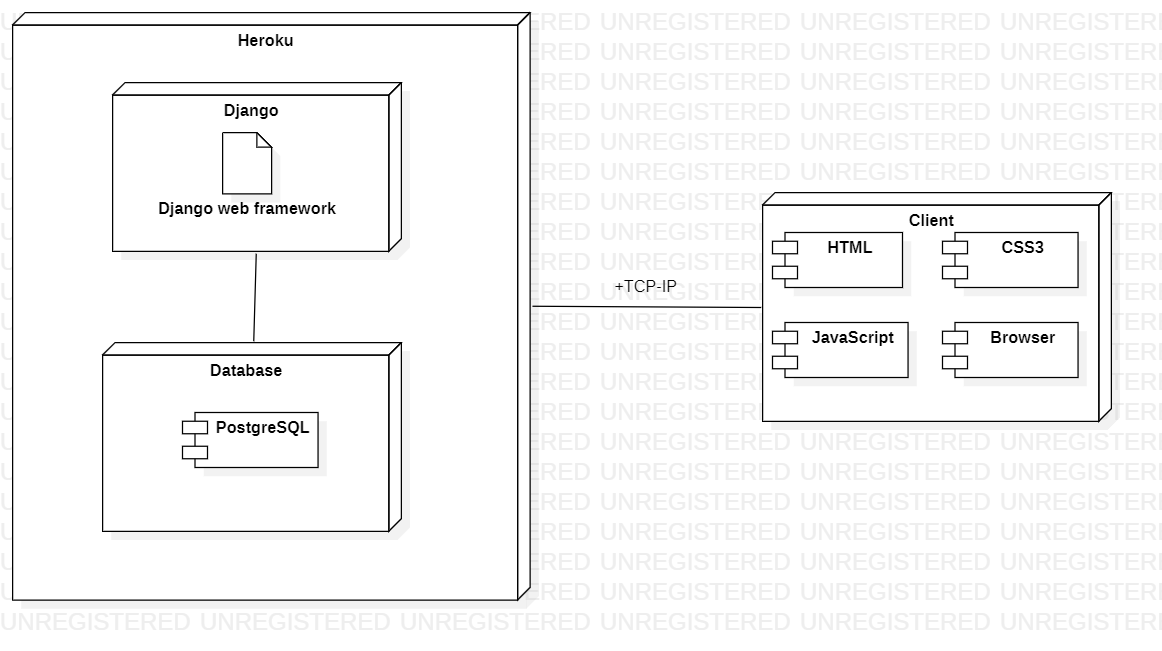 Heroku
Django
Django web framework
Database
PostgreSQL
+TCP-IP
Client
HTML
CSS3
JavaScript
Browser
UNREGISTERED UNREGISTERED UNREGISTERED UNREGISTERED UNREGISTERED UNREGISTERI